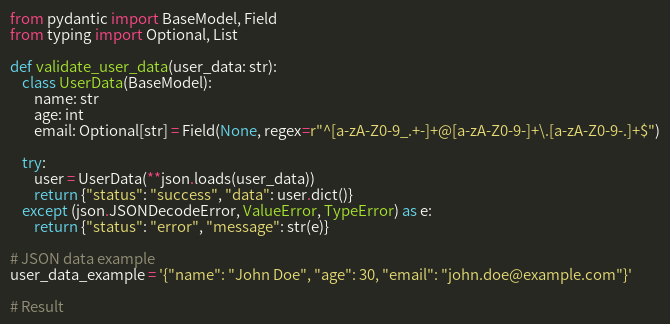 from pydantic import BaseModel, Field
from typing import Optional, List

def validate_user_data(user_data: str):
    class UserData(BaseModel):
        name: str
        age: int
        email: Optional[str] = Field(None, regex=r"^[a-zA-Z0-9_.+-]+@[a-zA-Z0-9-]+\.[a-zA-Z0-9-.]+$")

    try:
        user = UserData(**json.loads(user_data))
        return {"status": "success", "data": user.dict()}
    except (json.JSONDecodeError, ValueError, TypeError) as e:
        return {"status": "error", "message": str(e)}

# JSON data example
user_data_example = '{"name": "John Doe", "age": 30, "email": "john.doe@example.com"}'

# Result